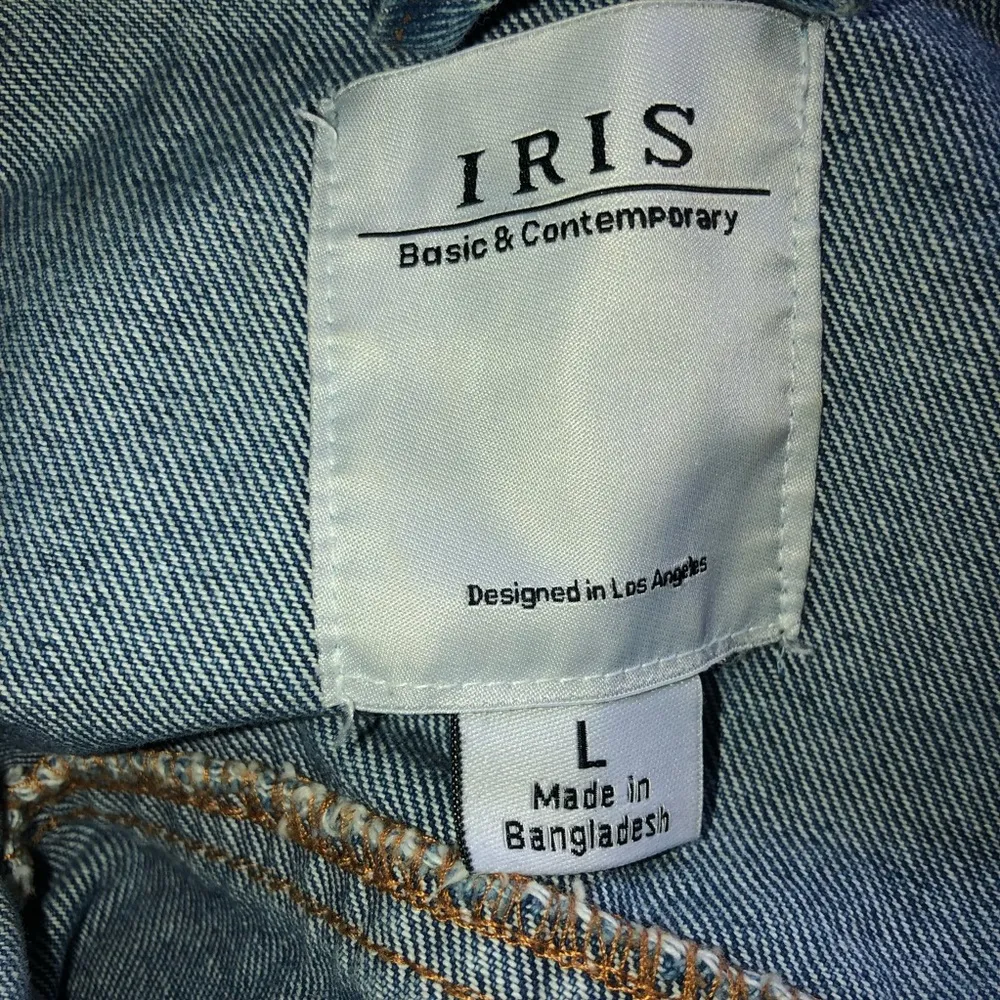 IRIS
Basic & Contemporary
Designed in Los Angeles
L
Made in
Bangladesh